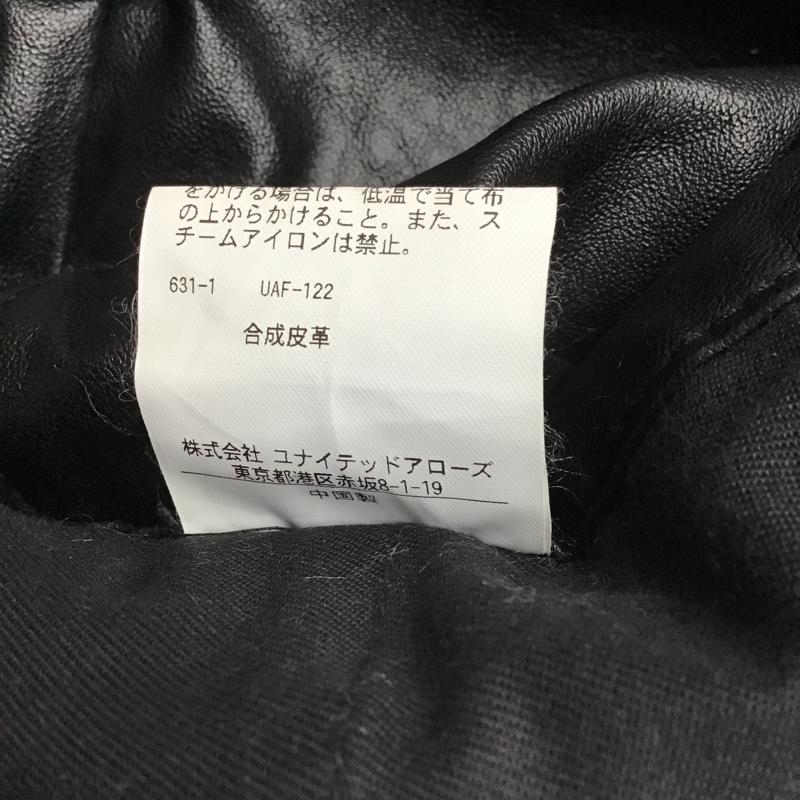 をかける場合は、低温で当て布
の上からかけること。また、ス
チームアイロンは禁止。
631-1 UAF-122
合成皮革
株式会社 ユナイテッドアローズ
東京都港区赤坂8-1-19
中国製